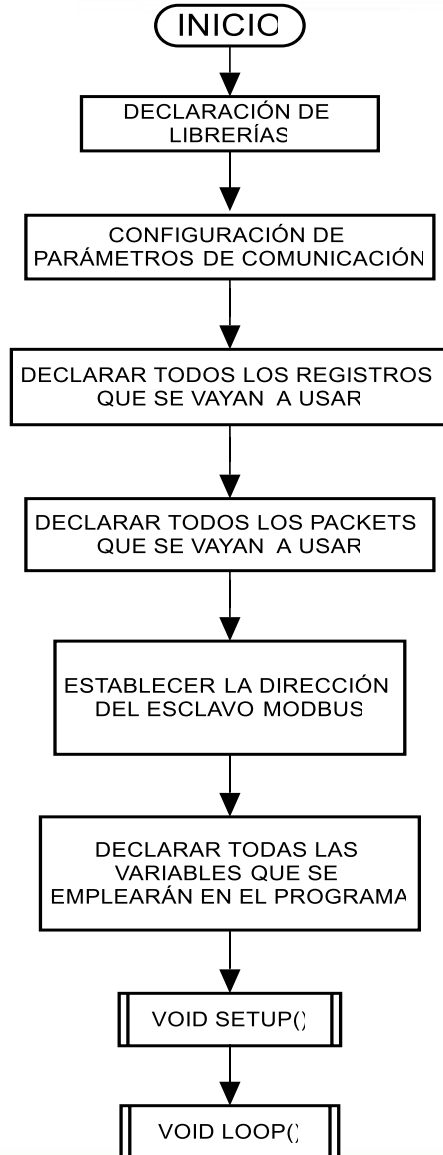 INICIO
DECLARACIÓN DE
LIBRERÍAS
CONFIGURACIÓN DE
PARÁMETROS DE COMUNICACIÓN
DECLARAR TODOS LOS REGISTROS
QUE SE VAYAN A USAR
DECLARAR TODOS LOS PACKETS
QUE SE VAYAN A USAR
ESTABLECER LA DIRECCIÓN
DEL ESCLAVO MODBUS
DECLARAR TODAS LAS
VARIABLES QUE SE
EMPLEARÁN EN EL PROGRAMA
VOID SETUP()
VOID LOOP()